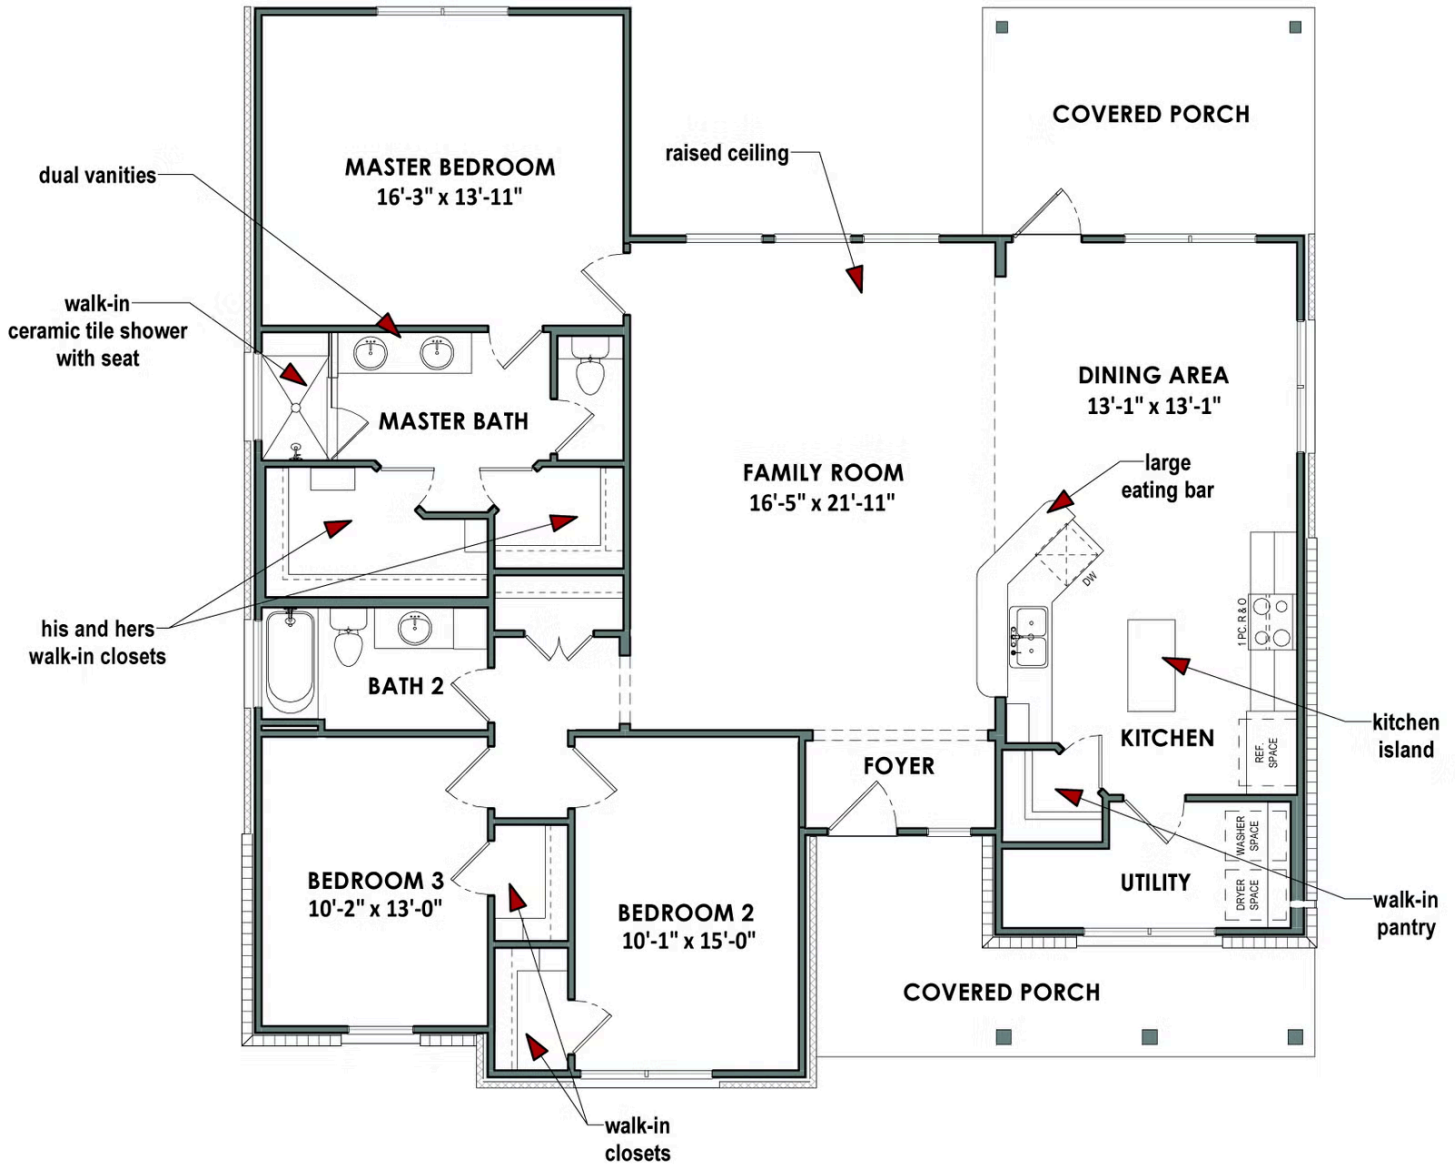 COVERED PORCH
MASTER BEDROOM
16'-3" x 13'-11"
raised ceiling
dual vanities
walk-in
ceramic tile shower
with seat
MASTER BATH
DINING AREA
13'-1" x 13'-1"
FAMILY ROOM
16'-5" x 21'-11"
large
eating bar
DW
1 PC. R & O
his and hers
walk-in closets
BATH 2
KITCHEN
kitchen
island
REF.
SPACE
FOYER
WASHER
SPACE
BEDROOM 3
10'-2" x 13'-0"
UTILITY
DRYER
SPACE
walk-in
pantry
BEDROOM 2
10'-1" x 15'-0"
COVERED PORCH
walk-in
closets